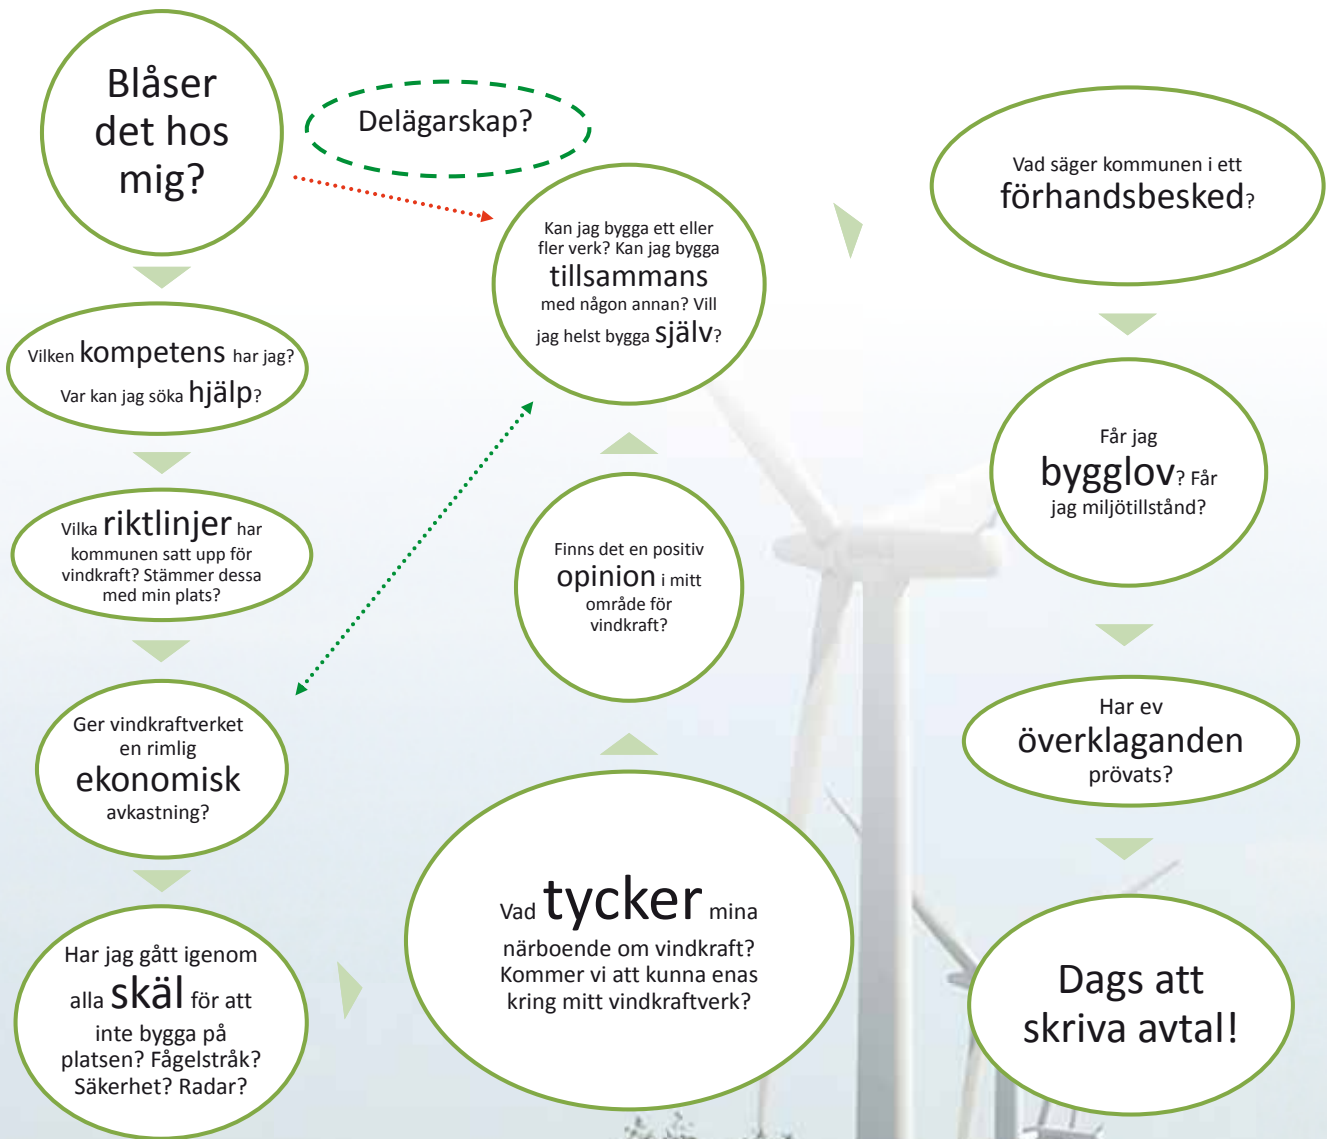 Blåser
det hos
mig?
Delägarskap?
Vilken kompetens har jag?
Var kan jag söka hjälp?
Vilka riktlinjer har
kommunen satt upp för
vindkraft? Stämmer dessa
med min plats?
Ger vindkraftverket
en rimlig
ekonomisk
avkastning?
Har jag gått igenom
alla skäl för att
inte bygga på
platsen? Fågelstråk?
Säkerhet? Radar?
Vad tycker mina
närboende om vindkraft?
Kommer vi att kunna enas
kring mitt vindkraftverk?
Finns det en positiv
opinion i mitt
område för
vindkraft?
Kan jag bygga ett eller
fler verk? Kan jag bygga
tillsammans
med någon annan? Vill
jag helst bygga själv?
Vad säger kommunen i ett
förhandsbesked?
Får jag
bygglov? Får
jag miljötillstånd?
Har ev
överklaganden
prövats?
Dags att
skriva avtal!